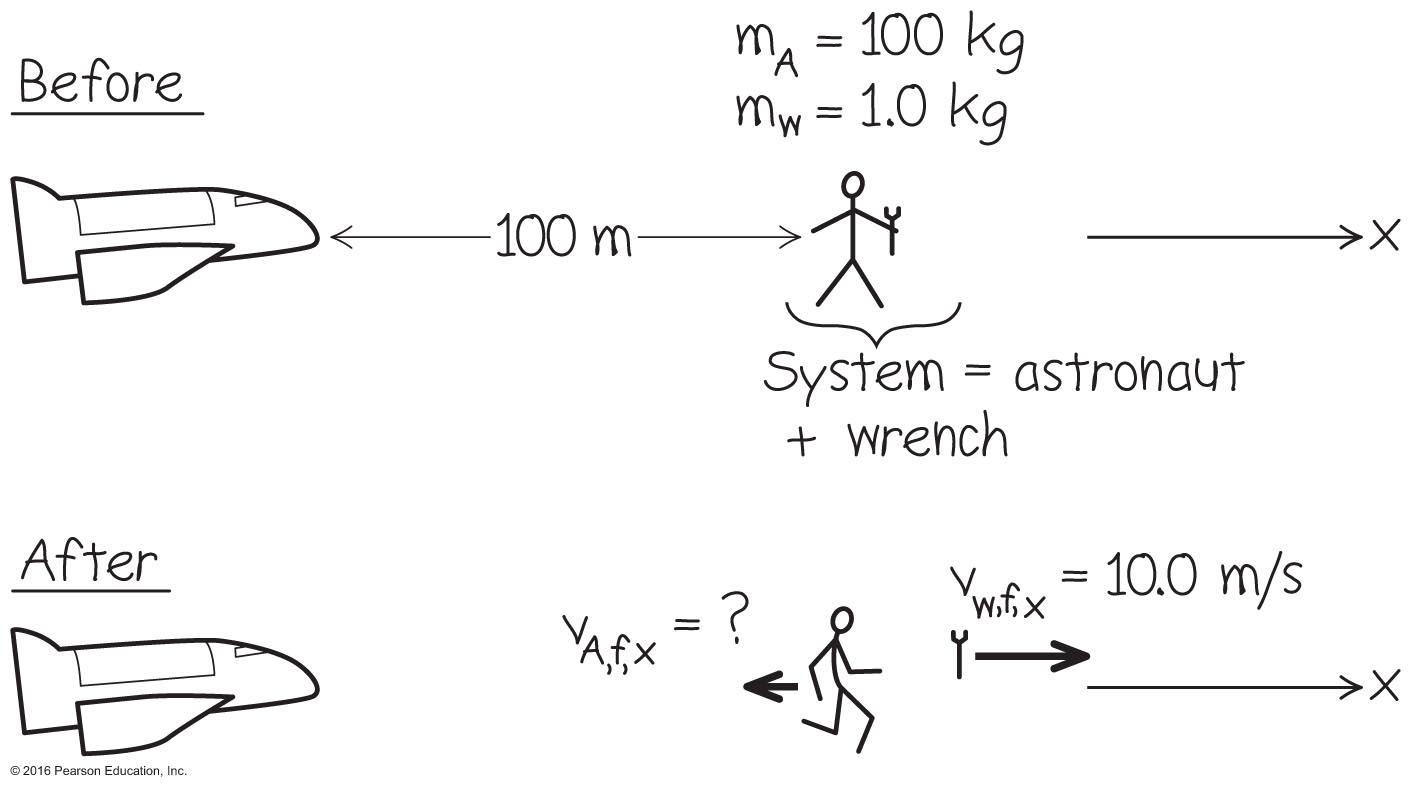 Before
m_A = 100 kg
m_W = 1.0 kg
100 m
x
System = astronaut
+ wrench
After
v_A,f,x = ?
v_w,f,x = 10.0 m/s
x
© 2016 Pearson Education, Inc.